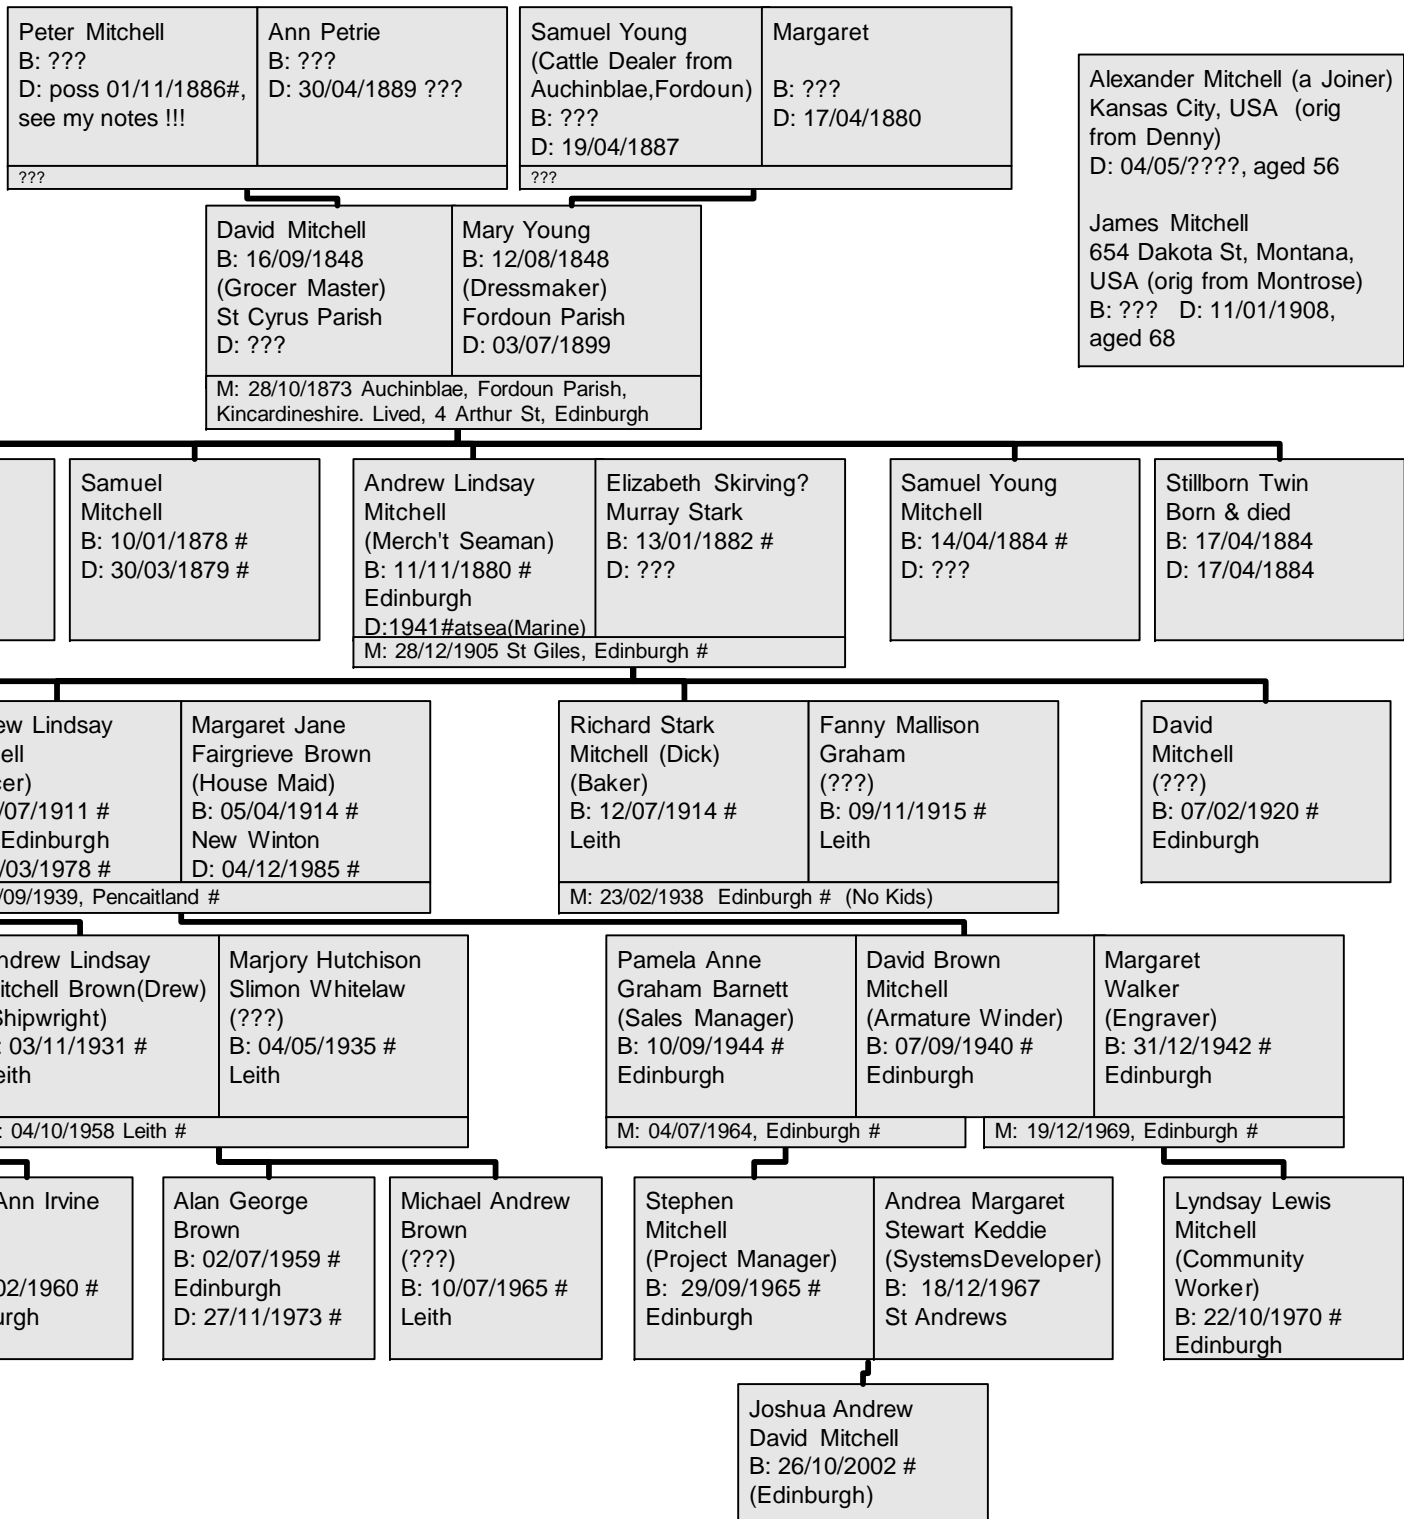 Peter Mitchell
B: ???
D: poss 01/11/1886#,
see my notes !!!
Ann Petrie
B: ???
D: 30/04/1889 ???
???
Samuel Young
(Cattle Dealer from
Auchinblae,Fordoun)
B: ???
D: 19/04/1887
Margaret
B: ???
D: 17/04/1880
???
Alexander Mitchell (a Joiner)
Kansas City, USA (orig
from Denny)
D: 04/05/????, aged 56
James Mitchell
654 Dakota St, Montana,
USA (orig from Montrose)
B: ??? D: 11/01/1908,
aged 68
David Mitchell
B: 16/09/1848
(Grocer Master)
St Cyrus Parish
D: ???
Mary Young
B: 12/08/1848
(Dressmaker)
Fordoun Parish
D: 03/07/1899
M: 28/10/1873 Auchinblae, Fordoun Parish,
Kincardineshire. Lived, 4 Arthur St, Edinburgh
Samuel
Mitchell
B: 10/01/1878 #
D: 30/03/1879 #
Andrew Lindsay
Mitchell
(Merch't Seaman)
B: 11/11/1880 #
Edinburgh
D:1941#atsea(Marine)
Elizabeth Skirving?
Murray Stark
B: 13/01/1882 #
D: ???
M: 28/12/1905 St Giles, Edinburgh #
Samuel Young
Mitchell
B: 14/04/1884 #
D: ???
Stillborn Twin
Born & died
B: 17/04/1884
D: 17/04/1884
ew Lindsay
ell
cer)
/07/1911 #
Edinburgh
/03/1978 #
Margaret Jane
Fairgrieve Brown
(House Maid)
B: 05/04/1914 #
New Winton
D: 04/12/1985 #
/09/1939, Pencaitland #
Richard Stark
Mitchell (Dick)
(Baker)
B: 12/07/1914 #
Leith
Fanny Mallison
Graham
(???)
B: 09/11/1915 #
Leith
M: 23/02/1938 Edinburgh # (No Kids)
David
Mitchell
(???)
B: 07/02/1920 #
Edinburgh
ndrew Lindsay
itchell Brown(Drew)
Shipwright)
: 03/11/1931 #
eith
Marjory Hutchison
Slimon Whitelaw
(???)
B: 04/05/1935 #
Leith
: 04/10/1958 Leith #
Pamela Anne
Graham Barnett
(Sales Manager)
B: 10/09/1944 #
Edinburgh
David Brown
Mitchell
(Armature Winder)
B: 07/09/1940 #
Edinburgh
Margaret
Walker
(Engraver)
B: 31/12/1942 #
Edinburgh
M: 04/07/1964, Edinburgh #
M: 19/12/1969, Edinburgh #
Ann Irvine
02/1960 #
urgh
Alan George
Brown
B: 02/07/1959 #
Edinburgh
D: 27/11/1973 #
Michael Andrew
Brown
(???)
B: 10/07/1965 #
Leith
Stephen
Mitchell
(Project Manager)
B: 29/09/1965 #
Edinburgh
Andrea Margaret
Stewart Keddie
(SystemsDeveloper)
B: 18/12/1967
St Andrews
Lyndsay Lewis
Mitchell
(Community
Worker)
B: 22/10/1970 #
Edinburgh
Joshua Andrew
David Mitchell
B: 26/10/2002 #
(Edinburgh)